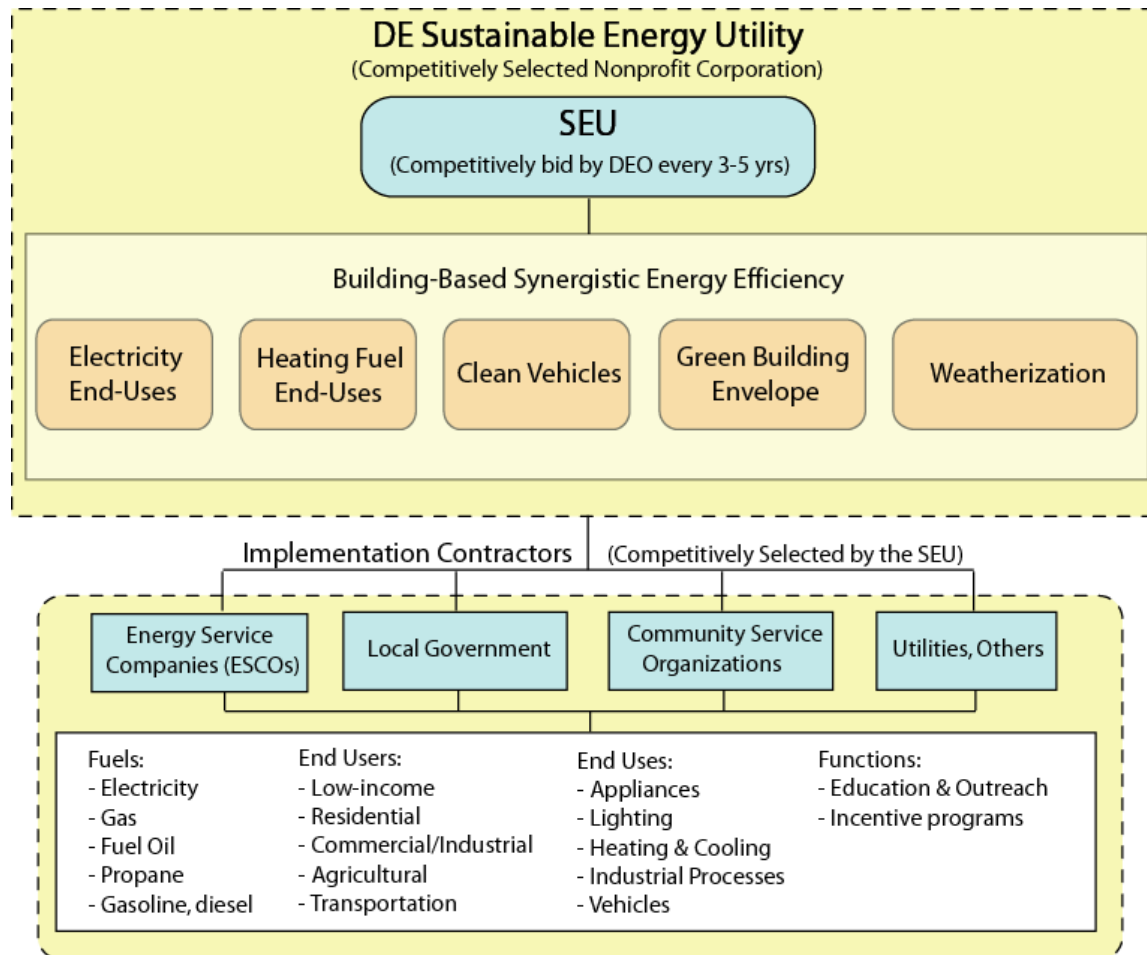 DE Sustainable Energy Utility
(Competitively Selected Nonprofit Corporation)
SEU
(Competitively bid by DEO every 3-5 yrs)
Building-Based Synergistic Energy Efficiency
Electricity
End-Uses
Heating Fuel
End-Uses
Clean Vehicles
Green Building
Envelope
Weatherization
Implementation Contractors
(Competitively Selected by the SEU)
Energy Service
Companies (ESCOs)
Local Government
Community Service
Organizations
Utilities, Others
Fuels:
- Electricity
- Gas
- Fuel Oil
- Propane
- Gasoline, diesel
End Users:
- Low-income
- Residential
- Commercial/Industrial
- Agricultural
- Transportation
End Uses:
- Appliances
- Lighting
- Heating & Cooling
- Industrial Processes
- Vehicles
Functions:
- Education & Outreach
- Incentive programs